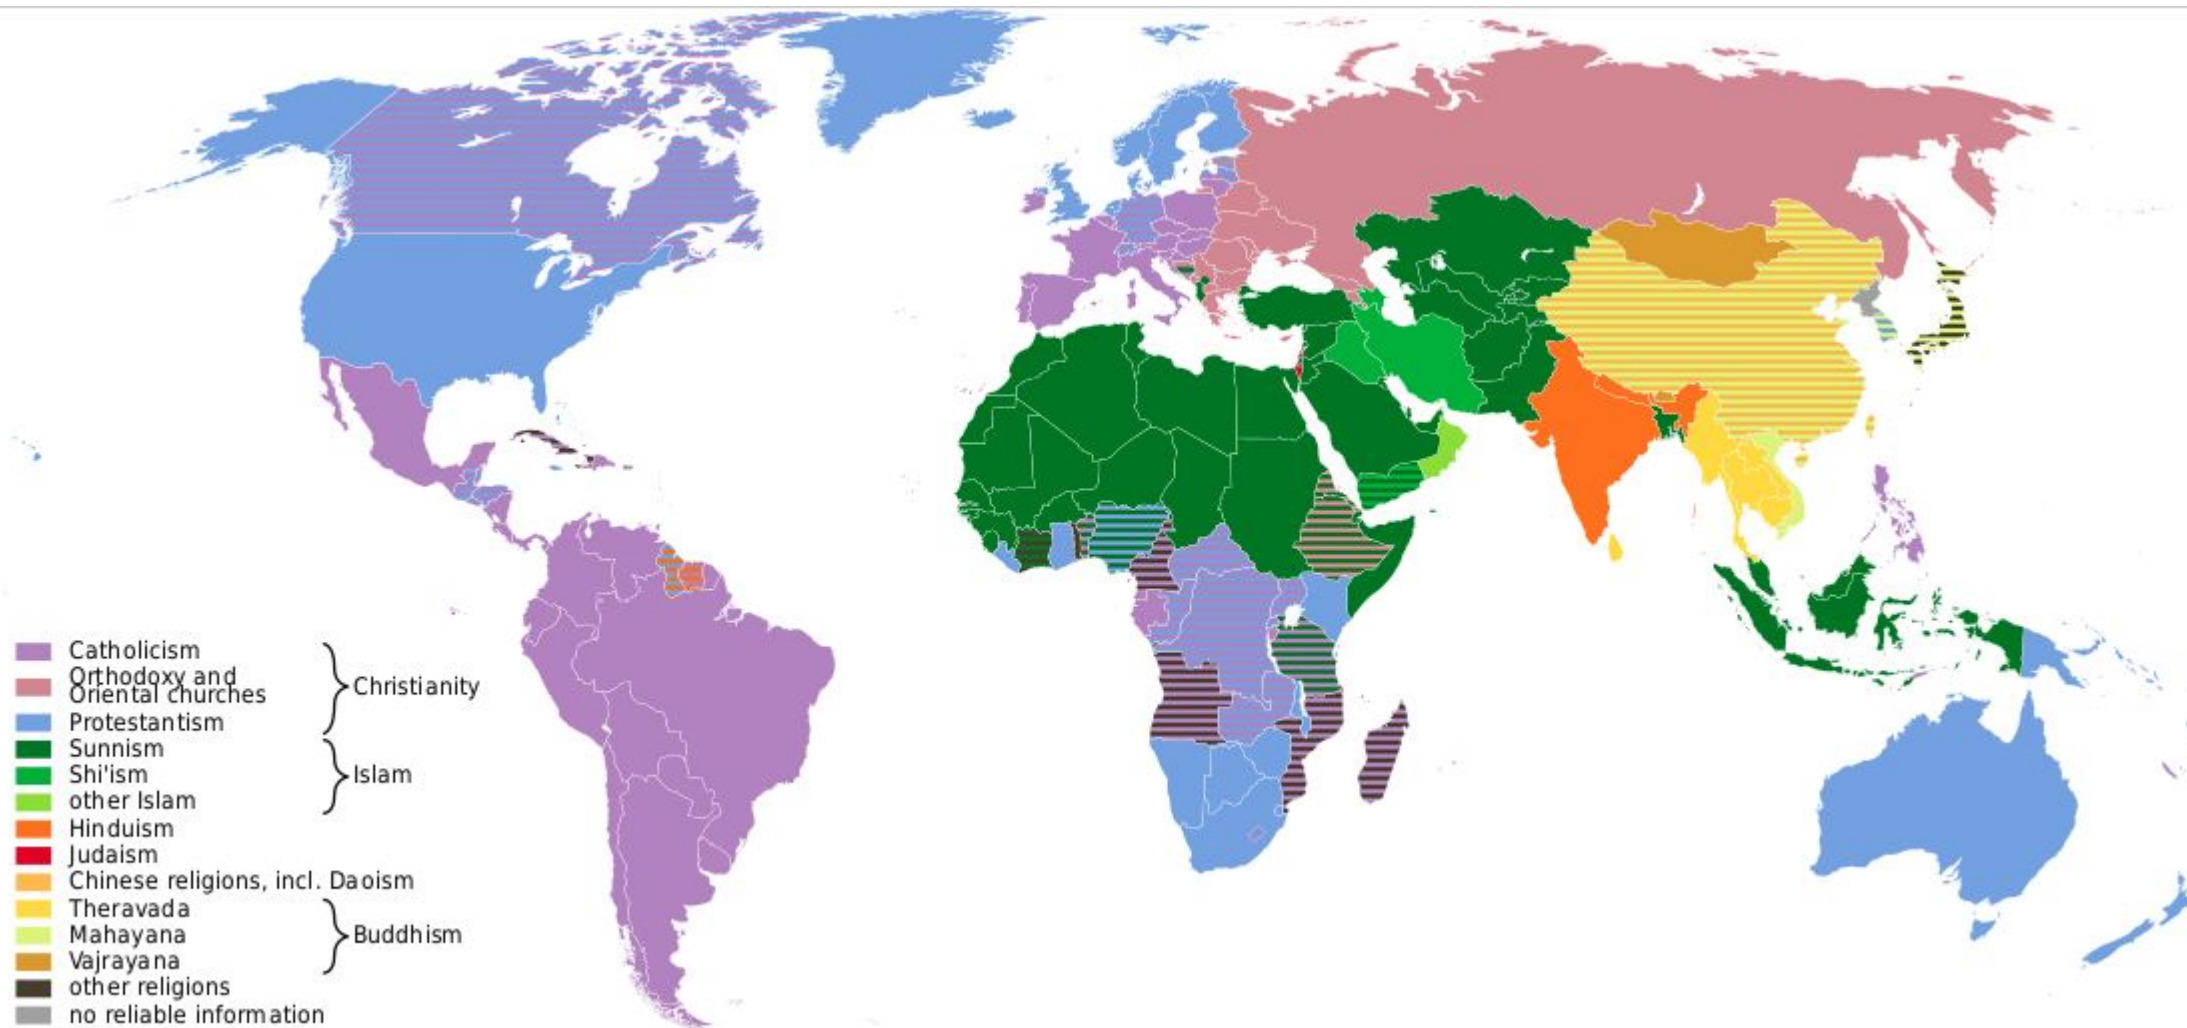 Catholicism
Orthodoxy and
Oriental churches
Christianity
Protestantism
Sunnism
Shi'ism
Islam
other Islam
Hinduism
Judaism
Chinese religions, incl. Daoism
Theravada
Mahayana
Buddhism
Vajrayana
other religions
no reliable information